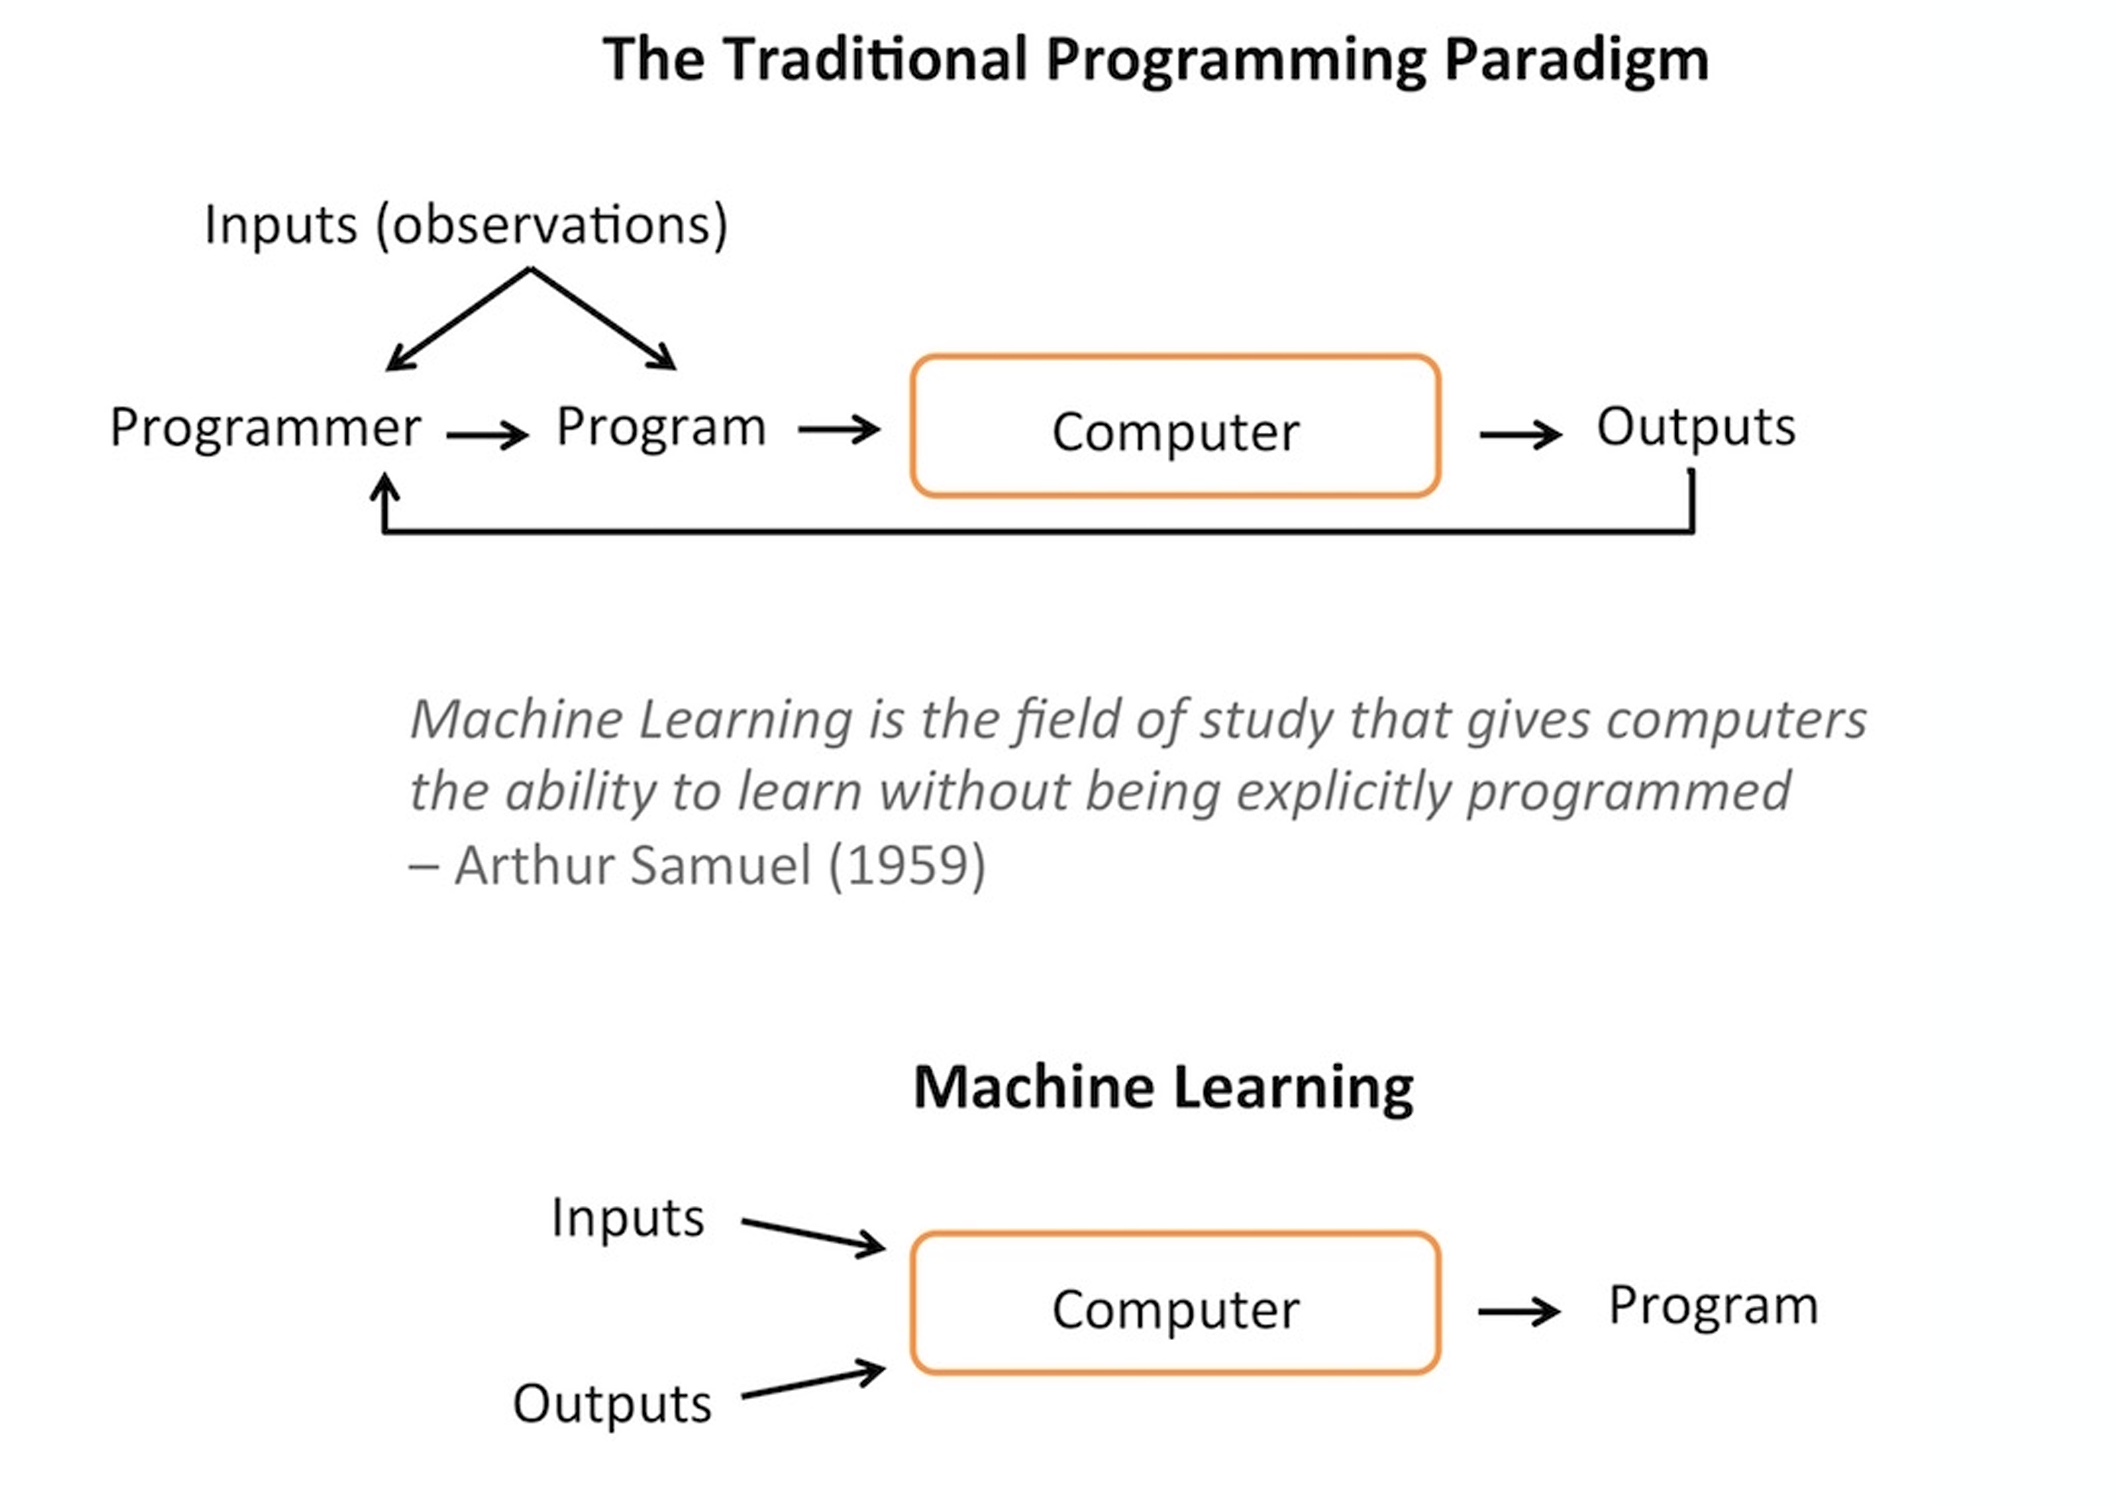 The Traditional Programming Paradigm
Inputs (observations)
Programmer
Program
Computer
Outputs
Machine Learning is the field of study that gives computers
the ability to learn without being explicitly programmed
– Arthur Samuel (1959)
Machine Learning
Inputs
Computer
Program
Outputs